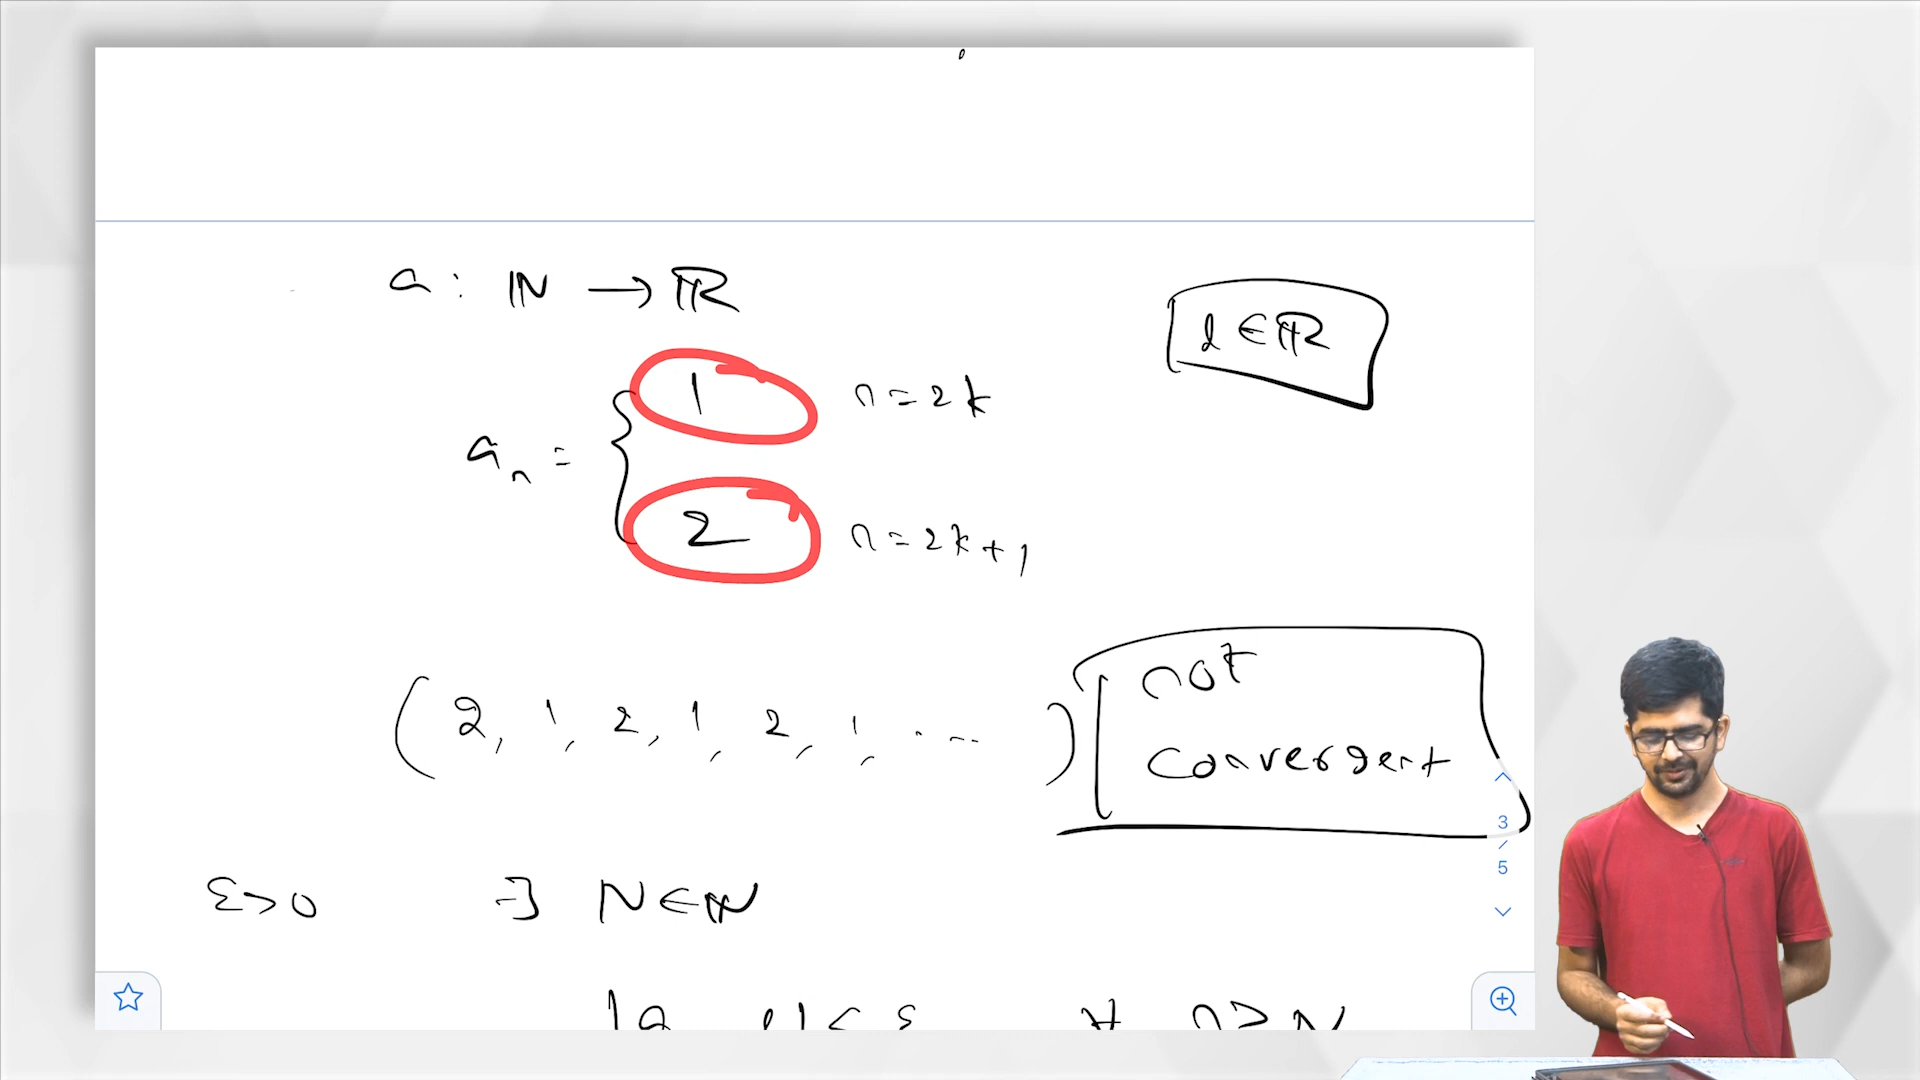 a : ℕ → ℝ
l ∈ ℝ
1 n = 2k
aₙ = {
2 n = 2k + 1
(2, 1, 2, 1, 2, 1, . ...)
not
convergent
3
/
5
ε > 0 ∃ N ∈ ℕ
| < ε ∀ n ≥ N